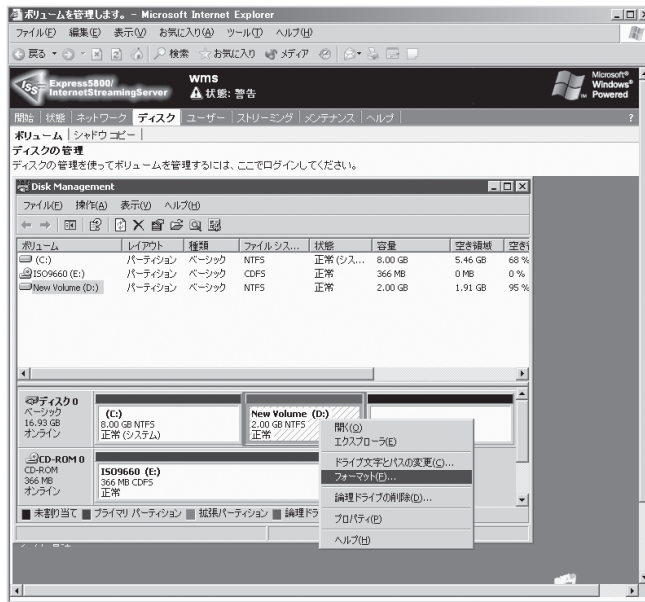 ボリュームを管理します。 - Microsoft Internet Explorer
ファイル(F) 編集(E) 表示(V) お気に入り(A) ツール(T) ヘルプ(H)
戻る 検索 お気に入り メディア
Express5800/
InternetStreamingServer
wms
状態: 警告
Microsoft®
Windows®
Powered
開始 状態 ネットワーク ディスク ユーザー ストリーミング メンテナンス ヘルプ ?
ボリューム シャドウ コピー
ディスクの管理
ディスクの管理を使ってボリュームを管理するには、ここでログインしてください。
Disk Management
ファイル(F) 操作(A) 表示(V) ヘルプ(H)
ボリューム レイアウト 種類 ファイル シス... 状態 容量 空き領域 空き
(C:) パーティション ベーシック NTFS 正常 (シス... 8.00 GB 5.46 GB 68 %
ISO9660 (E:) パーティション ベーシック CDFS 正常 366 MB 0 MB 0 %
New Volume (D:) パーティション ベーシック NTFS 正常 2.00 GB 1.91 GB 95 %
ディスク 0
ベーシック
16.93 GB
オンライン
(C:)
8.00 GB NTFS
正常 (システム)
New Volume (D:)
2.00 GB NTFS
正常
開く(O)
エクスプローラ(E)
ドライブ文字とパスの変更(C)...
フォーマット(F)...
論理ドライブの削除(D)...
プロパティ(P)
ヘルプ(H)
CD-ROM 0
CD-ROM
366 MB
オンライン
ISO9660 (E:)
366 MB CDFS
正常
未割り当て プライマリ パーティション 拡張パーティション 論理ドラ